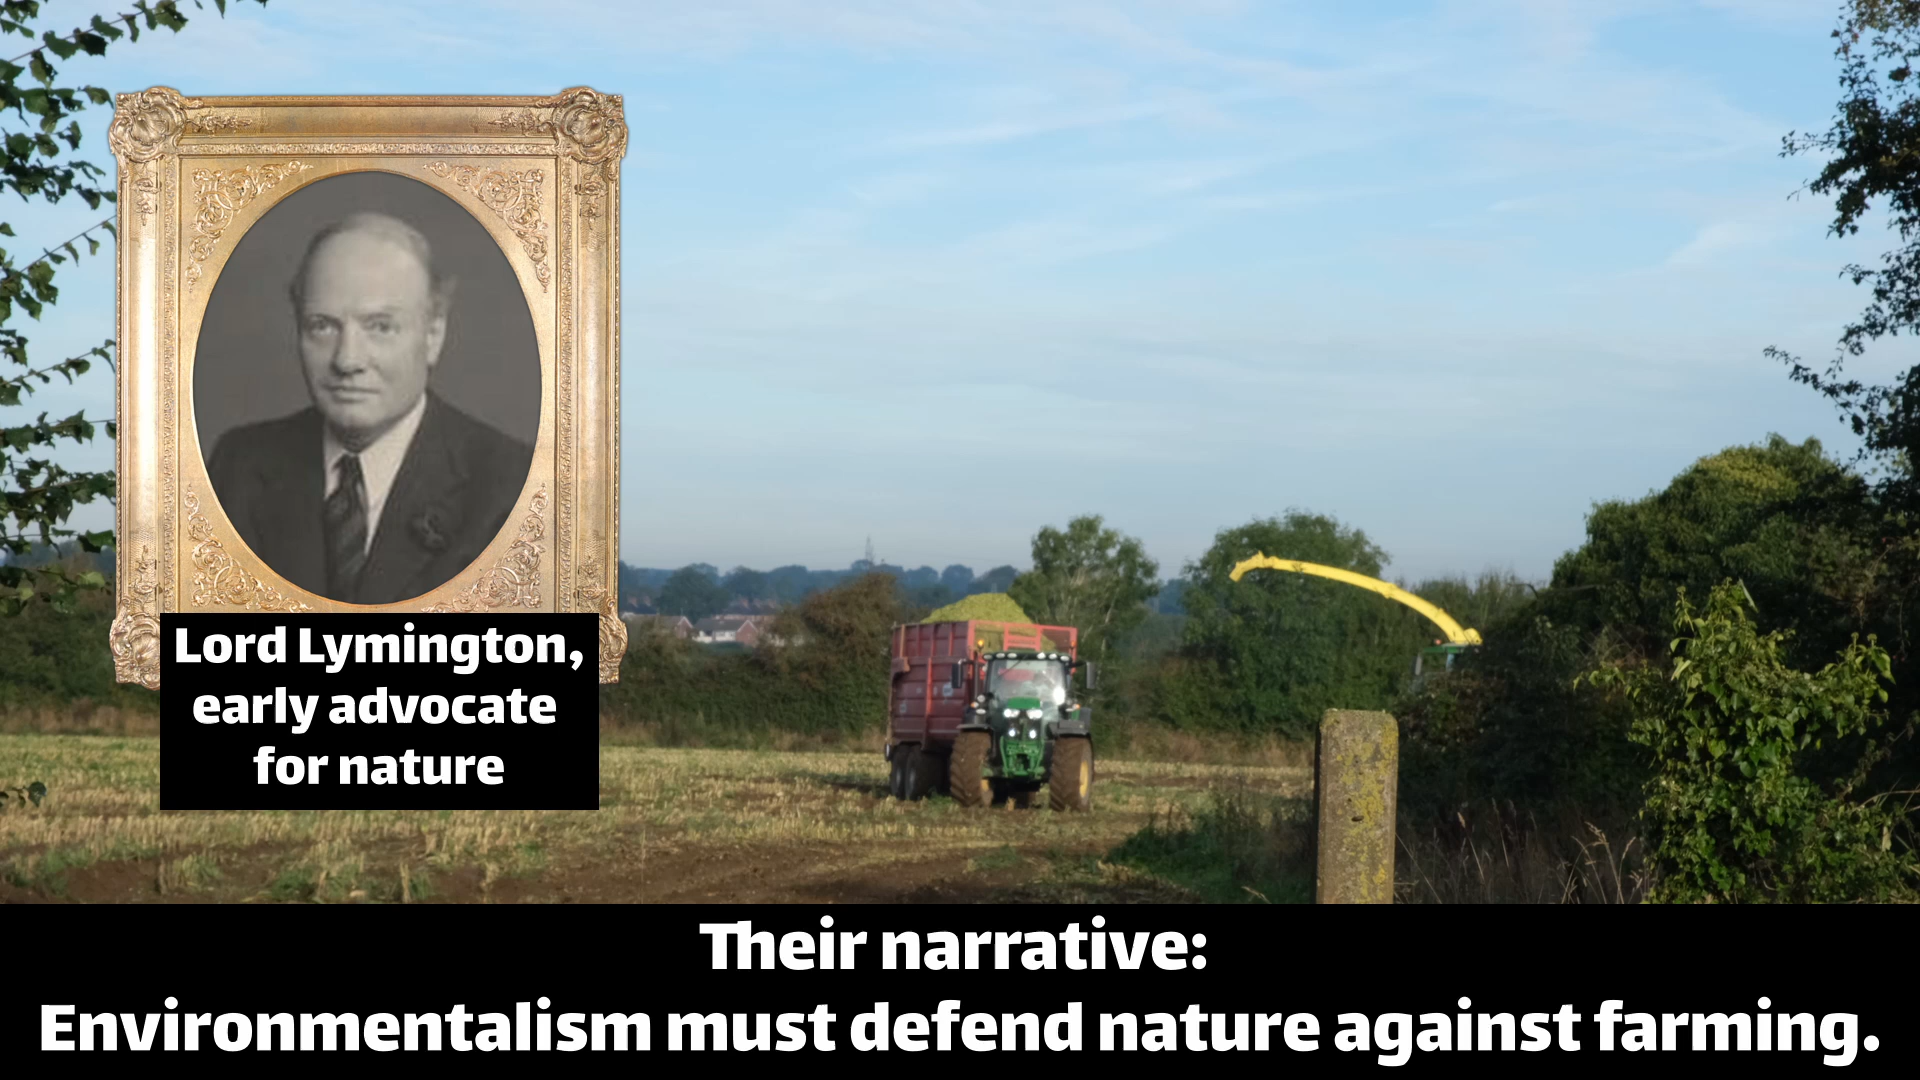 Lord Lymington,
early advocate
for nature
Their narrative:
Environmentalism must defend nature against farming.